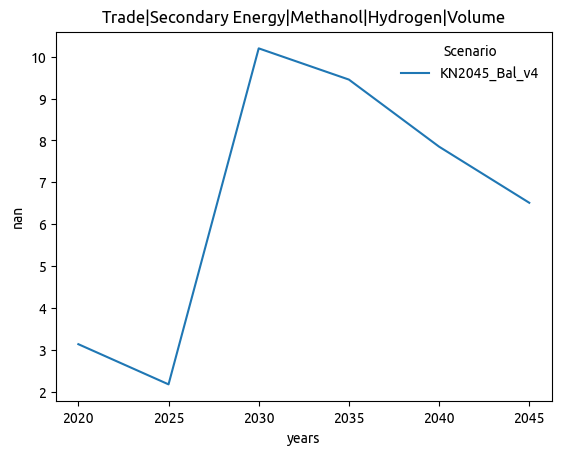 Trade|Secondary Energy|Methanol|Hydrogen|Volume
Scenario
KN2045_Bal_v4
10
9
8
7
6
5
4
3
2
nan
2020 2025 2030 2035 2040 2045
years